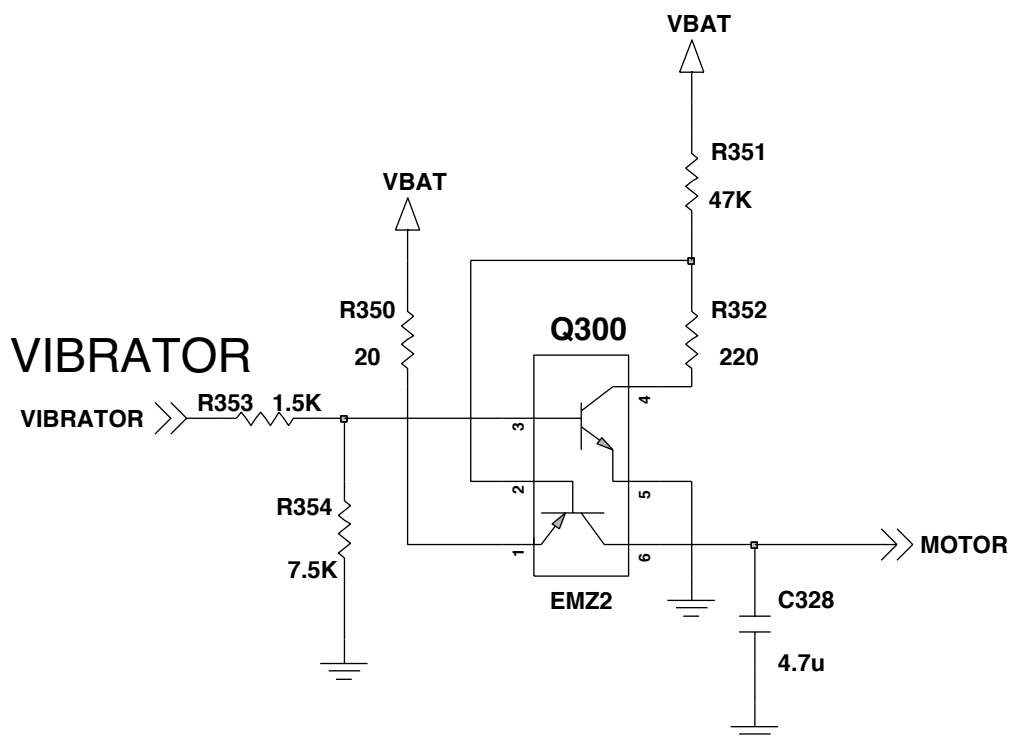 VBAT
R351
47K
VBAT
R350
20
R352
220
Q300
VIBRATOR
VIBRATOR
R353 1.5K
4
3
2
5
R354
7.5K
1
6
MOTOR
EMZ2
C328
4.7u